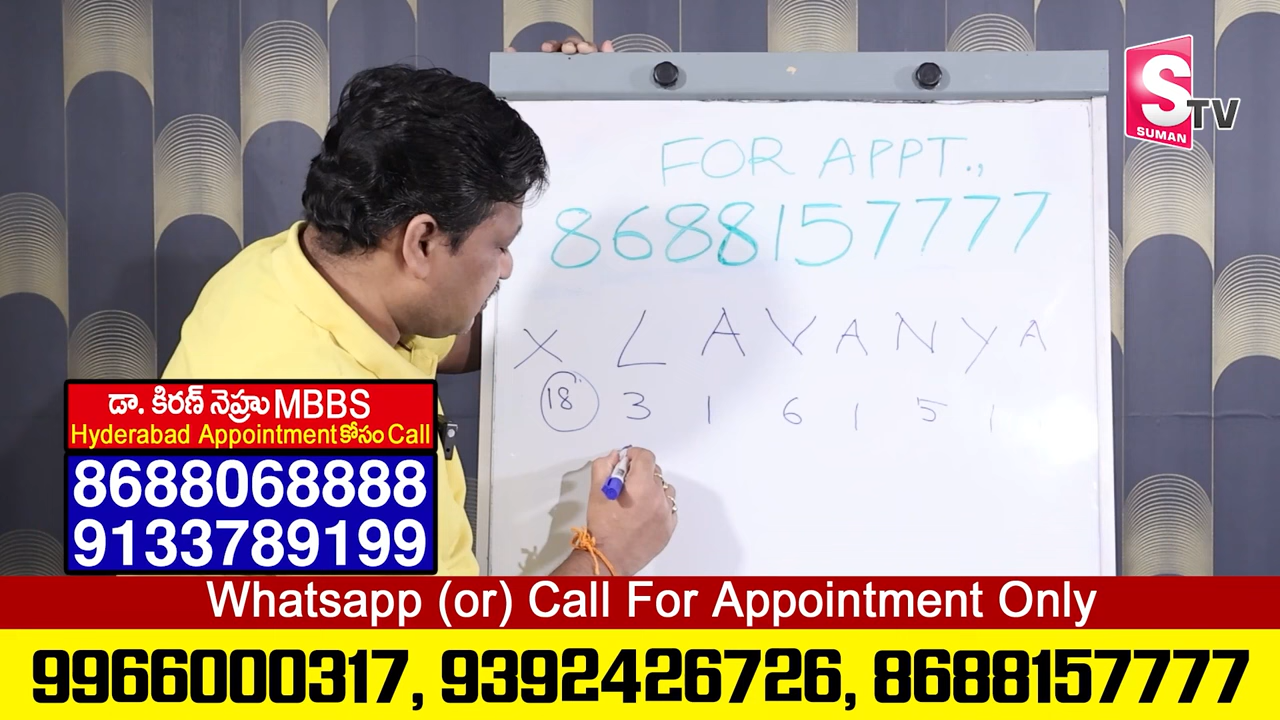 S
SUMAN
TV
FOR APPT.,
8688157777
X LAVANYA
18 3 1 6 1 5 1
డా. కిరణ్ నెహ్రు MBBS
Hyderabad Appointment కోసం Call
8688068888
9133789199
Whatsapp (or) Call For Appointment Only
9966000317, 9392426726, 8688157777